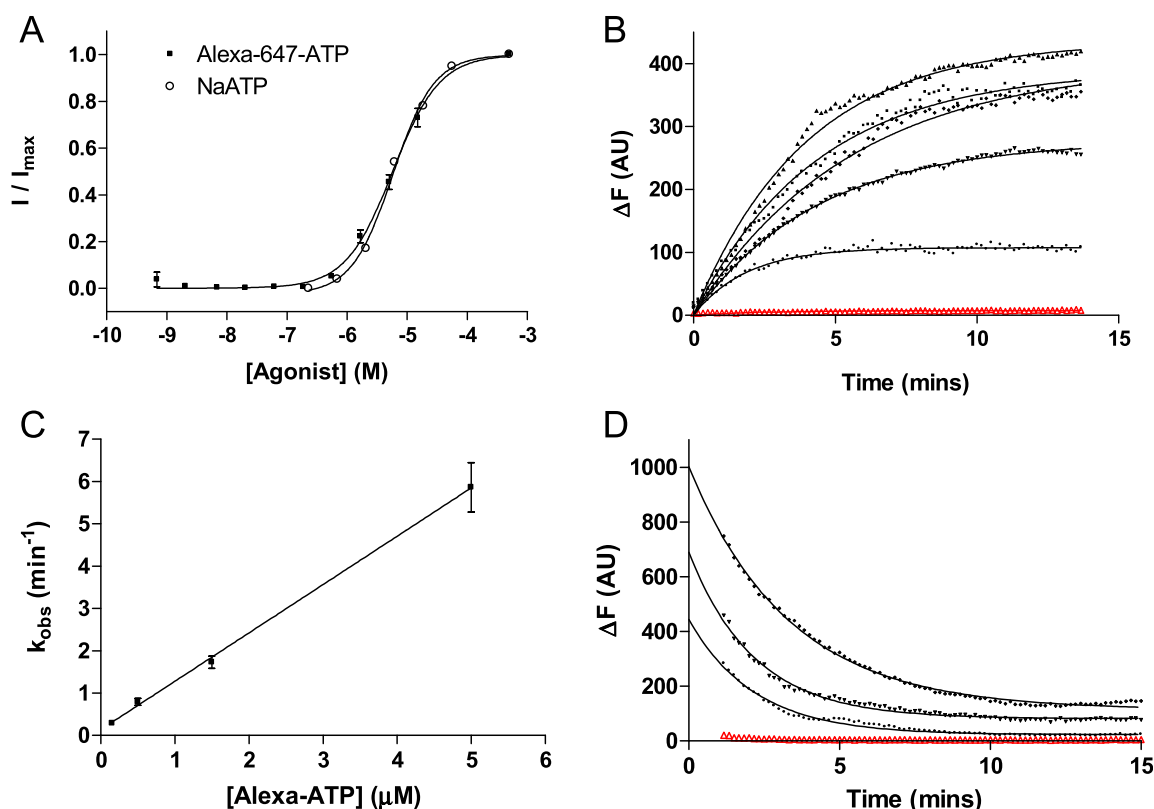 A
I / Imax
1.0
0.8
0.6
0.4
0.2
0.0
Alexa-647-ATP
NaATP
-10 -9 -8 -7 -6 -5 -4 -3
[Agonist] (M)
B
ΔF (AU)
400
300
200
100
0
0 5 10 15
Time (mins)
C
kobs (min-1)
7
6
5
4
3
2
1
0
0 1 2 3 4 5 6
[Alexa-ATP] (μM)
D
ΔF (AU)
1000
800
600
400
200
0
0 5 10 15
Time (mins)